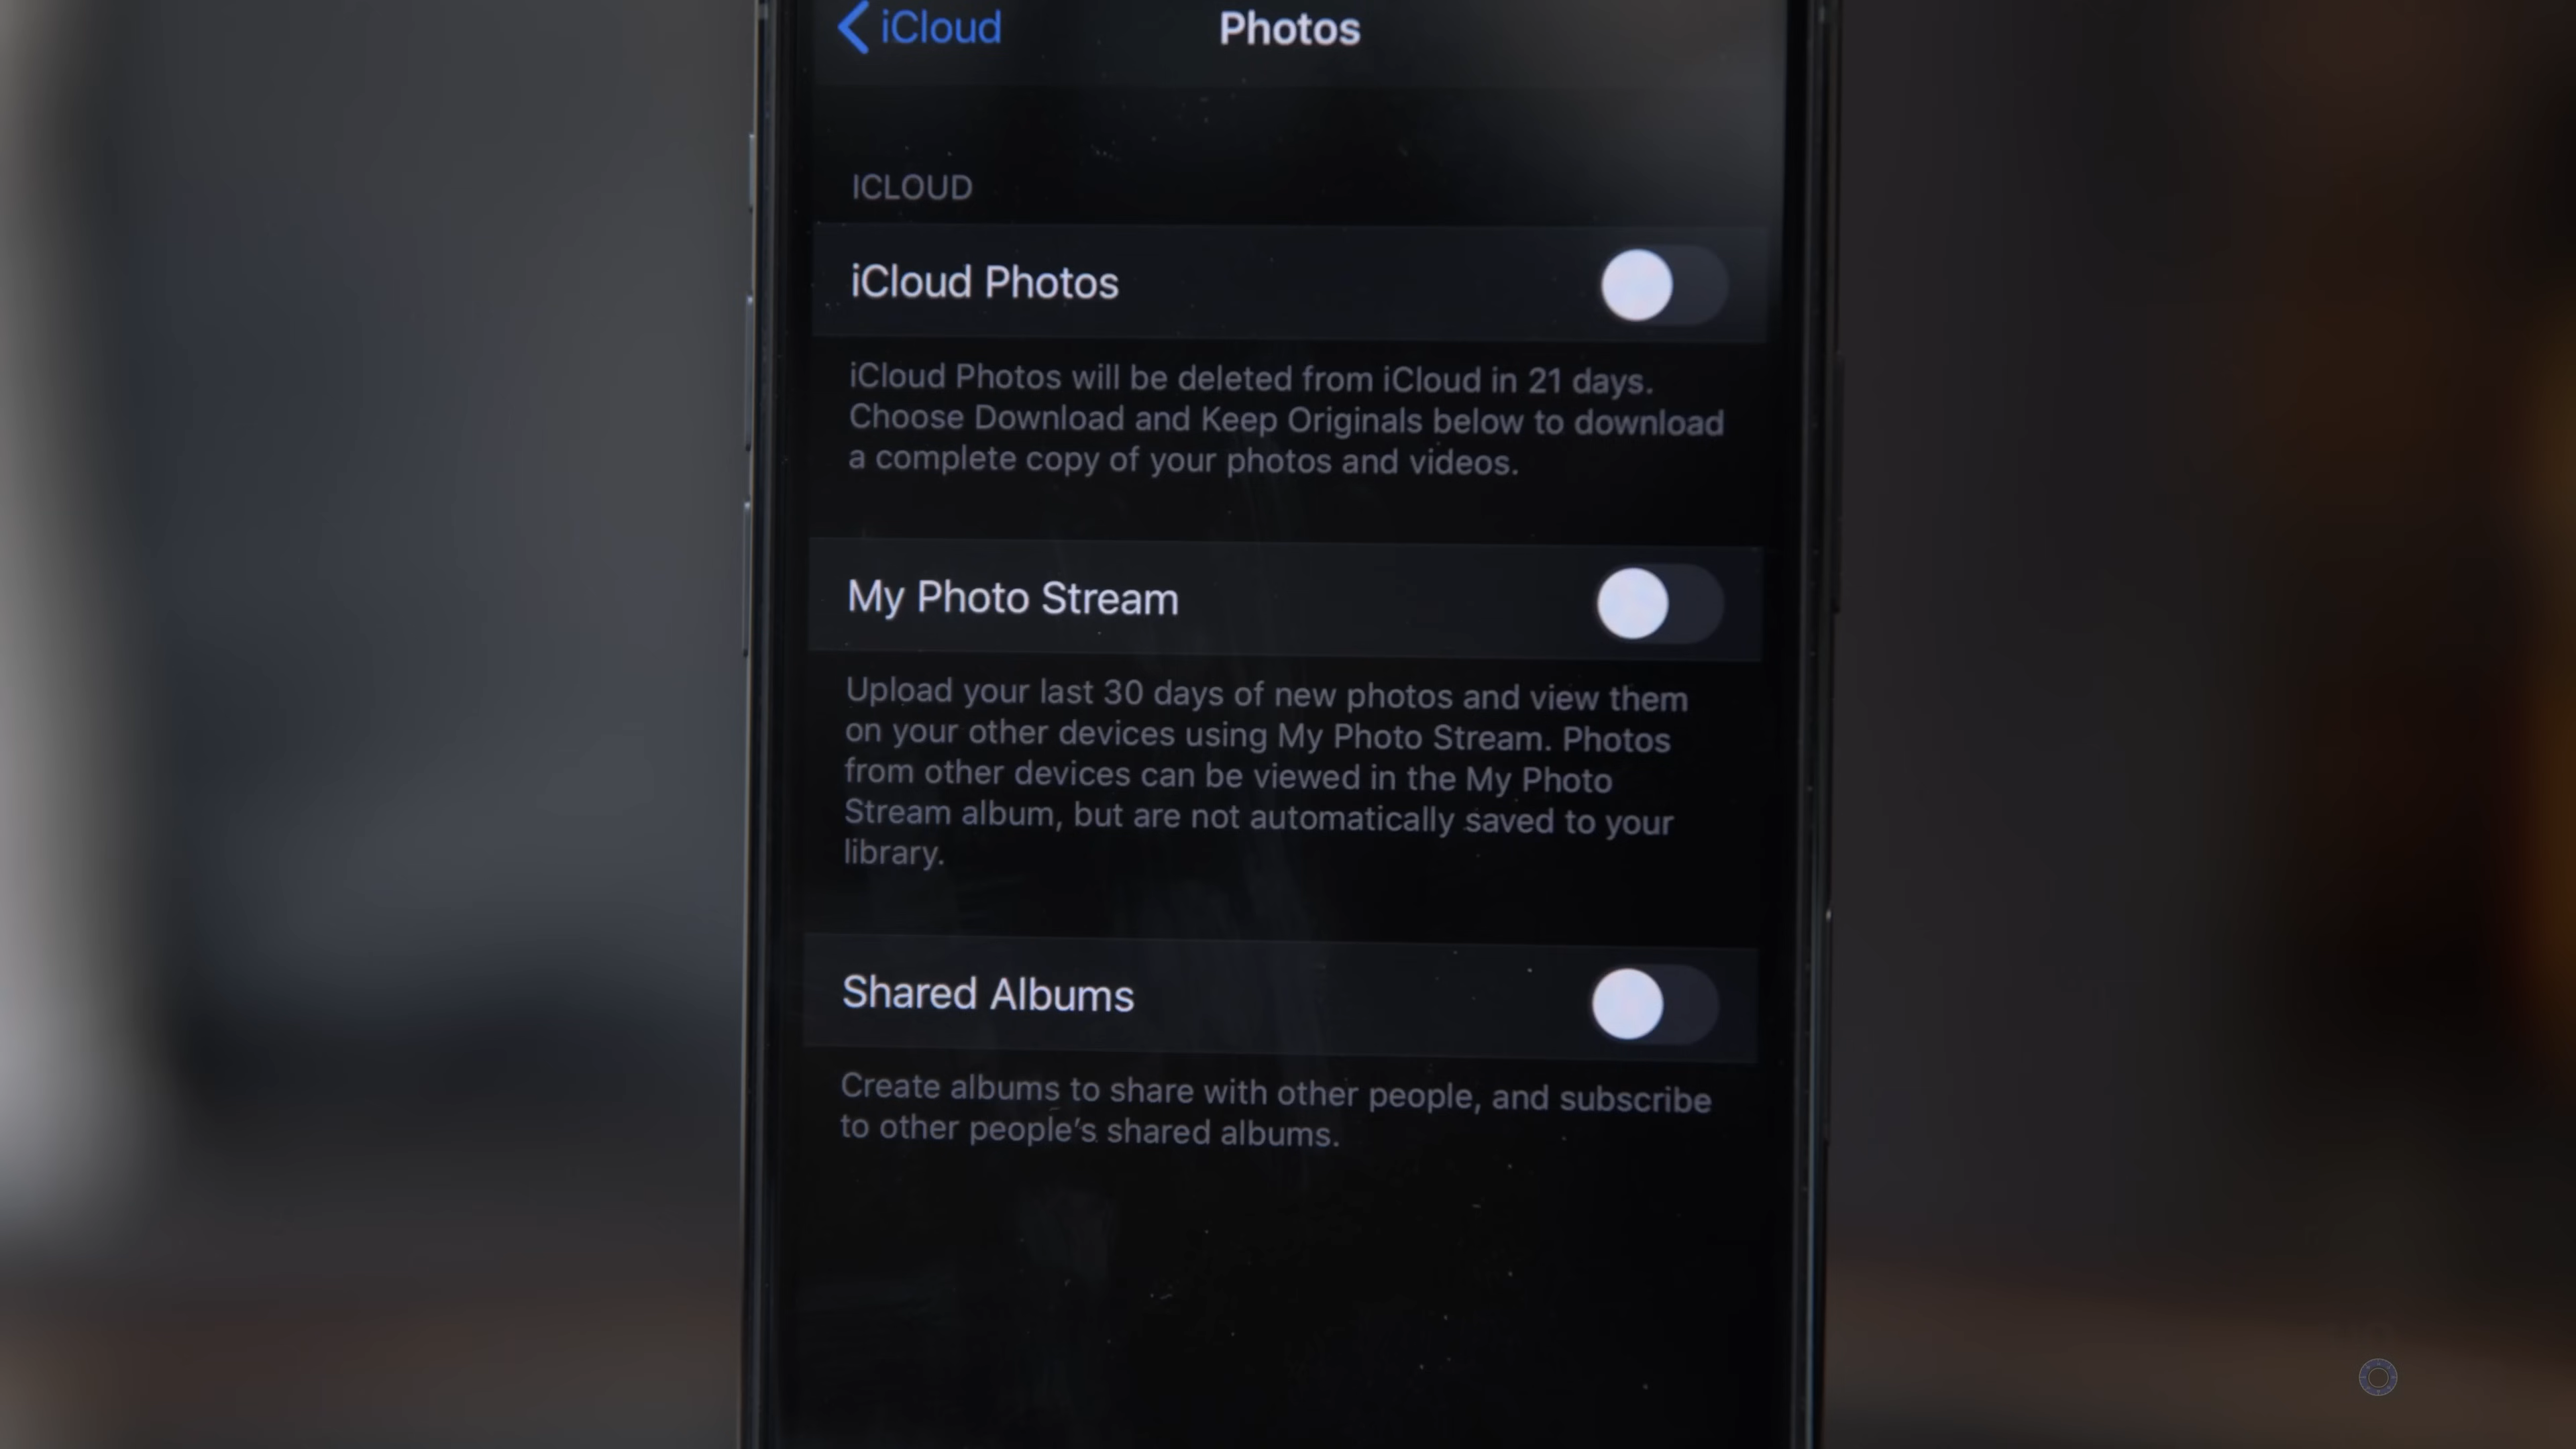 iCloud
Photos
ICLOUD
iCloud Photos
iCloud Photos will be deleted from iCloud in 21 days.
Choose Download and Keep Originals below to download
a complete copy of your photos and videos.
My Photo Stream
Upload your last 30 days of new photos and view them
on your other devices using My Photo Stream. Photos
from other devices can be viewed in the My Photo
Stream album, but are not automatically saved to your
library.
Shared Albums
Create albums to share with other people, and subscribe
to other people’s shared albums.